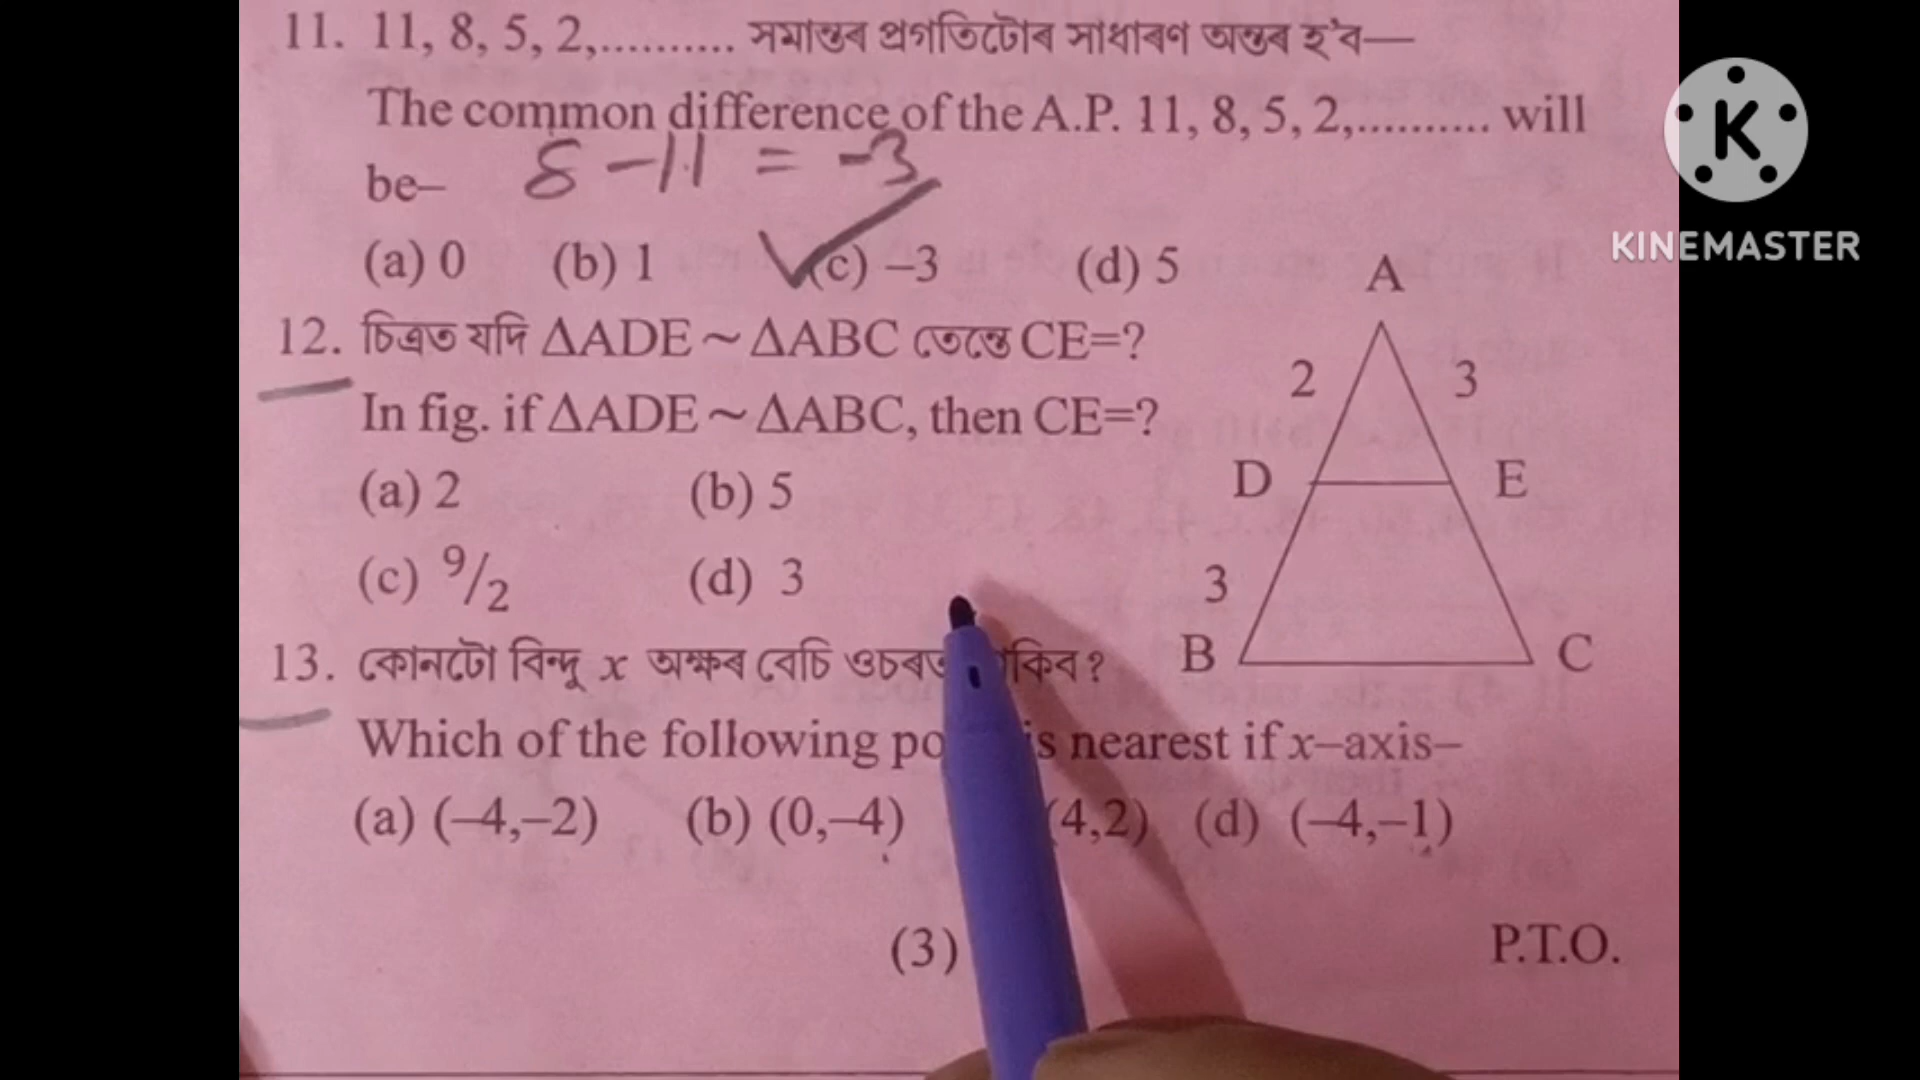 11. 11, 8, 5, 2,.......... সমান্তৰ প্ৰগতিটোৰ সাধাৰণ অন্তৰ হ'ব—
The common difference of the A.P. 11, 8, 5, 2,.......... will
be–
8 – 11 = –3
(a) 0 (b) 1 (c) –3 (d) 5
12. চিত্ৰত যদি ΔADE ~ ΔABC তেন্তে CE=?
In fig. if ΔADE ~ ΔABC, then CE=?
(a) 2 (b) 5
(c) 9/2 (d) 3
A
2 3
D E
3
B C
13. কোনটো বিন্দু x অক্ষৰ বেচি ?
Which of the following is nearest if x–axis–
(a) (–4,–2) (b) (0,–4) (4,2) (d) (–4,–1)
(3) P.T.O.
K
KINEMASTER